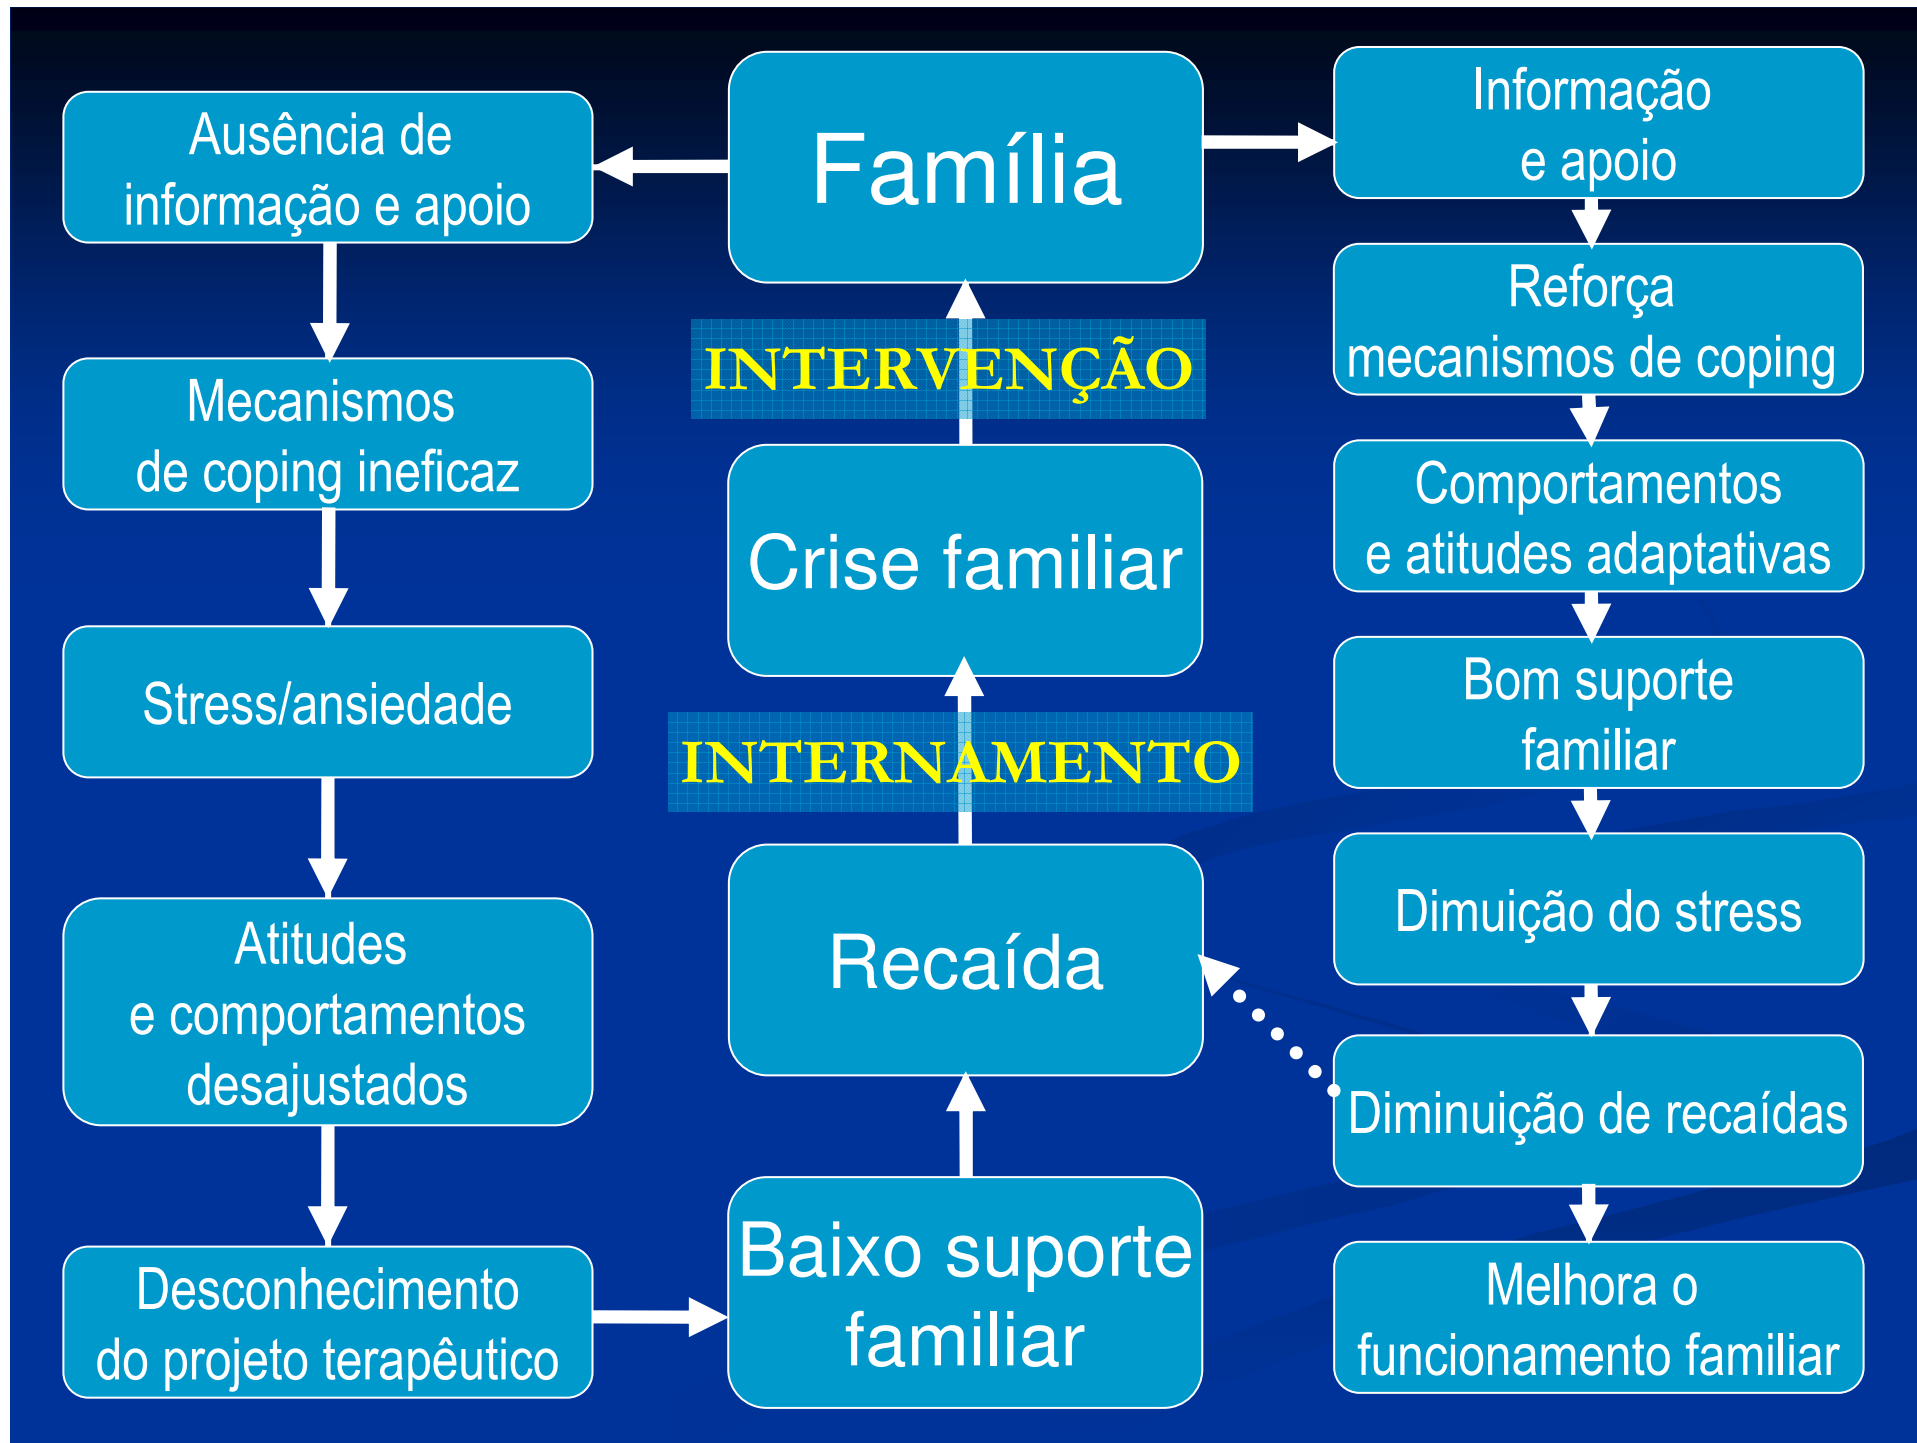 Ausência de
informação e apoio
Mecanismos
de coping ineficaz
Stress/ansiedade
Atitudes
e comportamentos
desajustados
Desconhecimento
do projeto terapêutico
Família
INTERVENÇÃO
Crise familiar
INTERNAMENTO
Recaída
Baixo suporte
familiar
Informação
e apoio
Reforça
mecanismos de coping
Comportamentos
e atitudes adaptativas
Bom suporte
familiar
Dimuição do stress
Diminuição de recaídas
Melhora o
funcionamento familiar